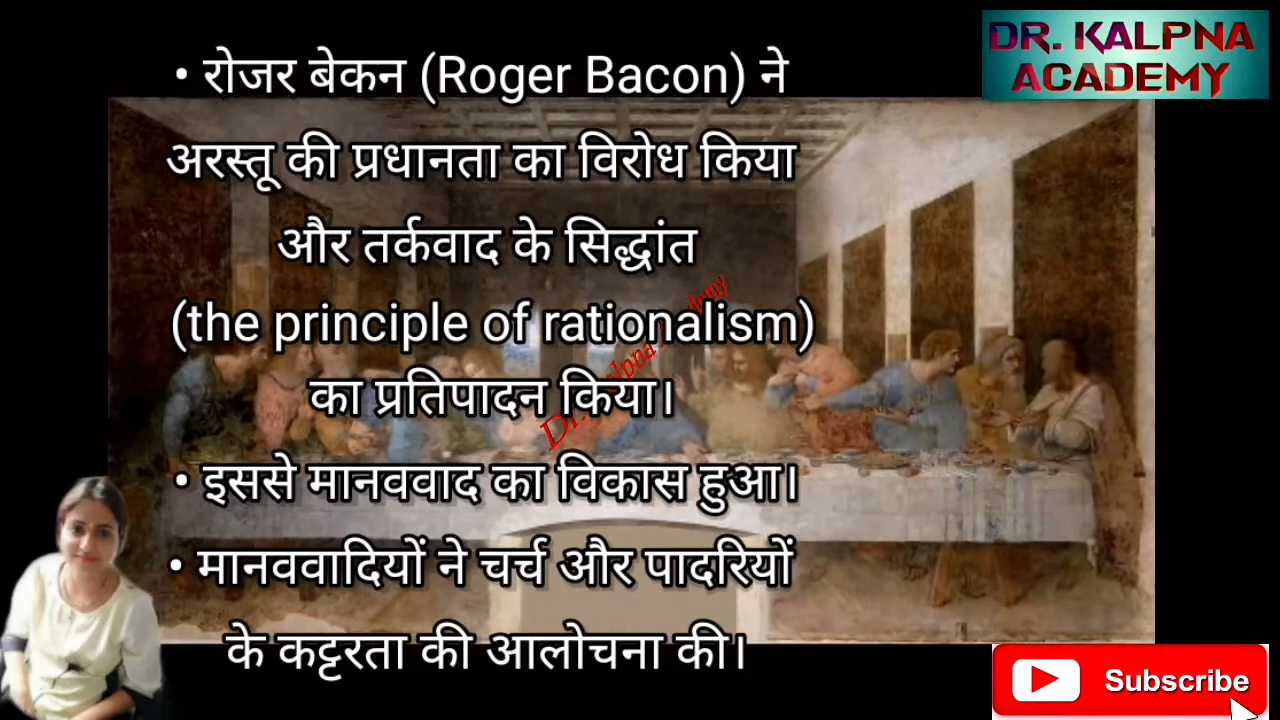 DR. KALPNA
ACADEMY
• रोजर बेकन (Roger Bacon) ने
अरस्तू की प्रधानता का विरोध किया
और तर्कवाद के सिद्धांत
(the principle of rationalism)
का प्रतिपादन किया।
• इससे मानववाद का विकास हुआ।
• मानववादियों ने चर्च और पादरियों
के कट्टरता की आलोचना की।
Subscribe